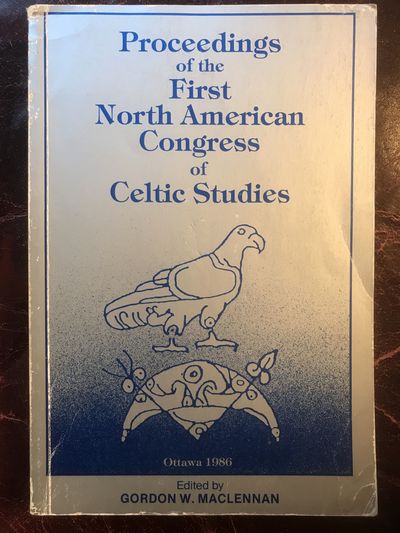 Proceedings
of the
First
North American
Congress
of
Celtic Studies
Ottawa 1986
Edited by
GORDON W. MACLENNAN